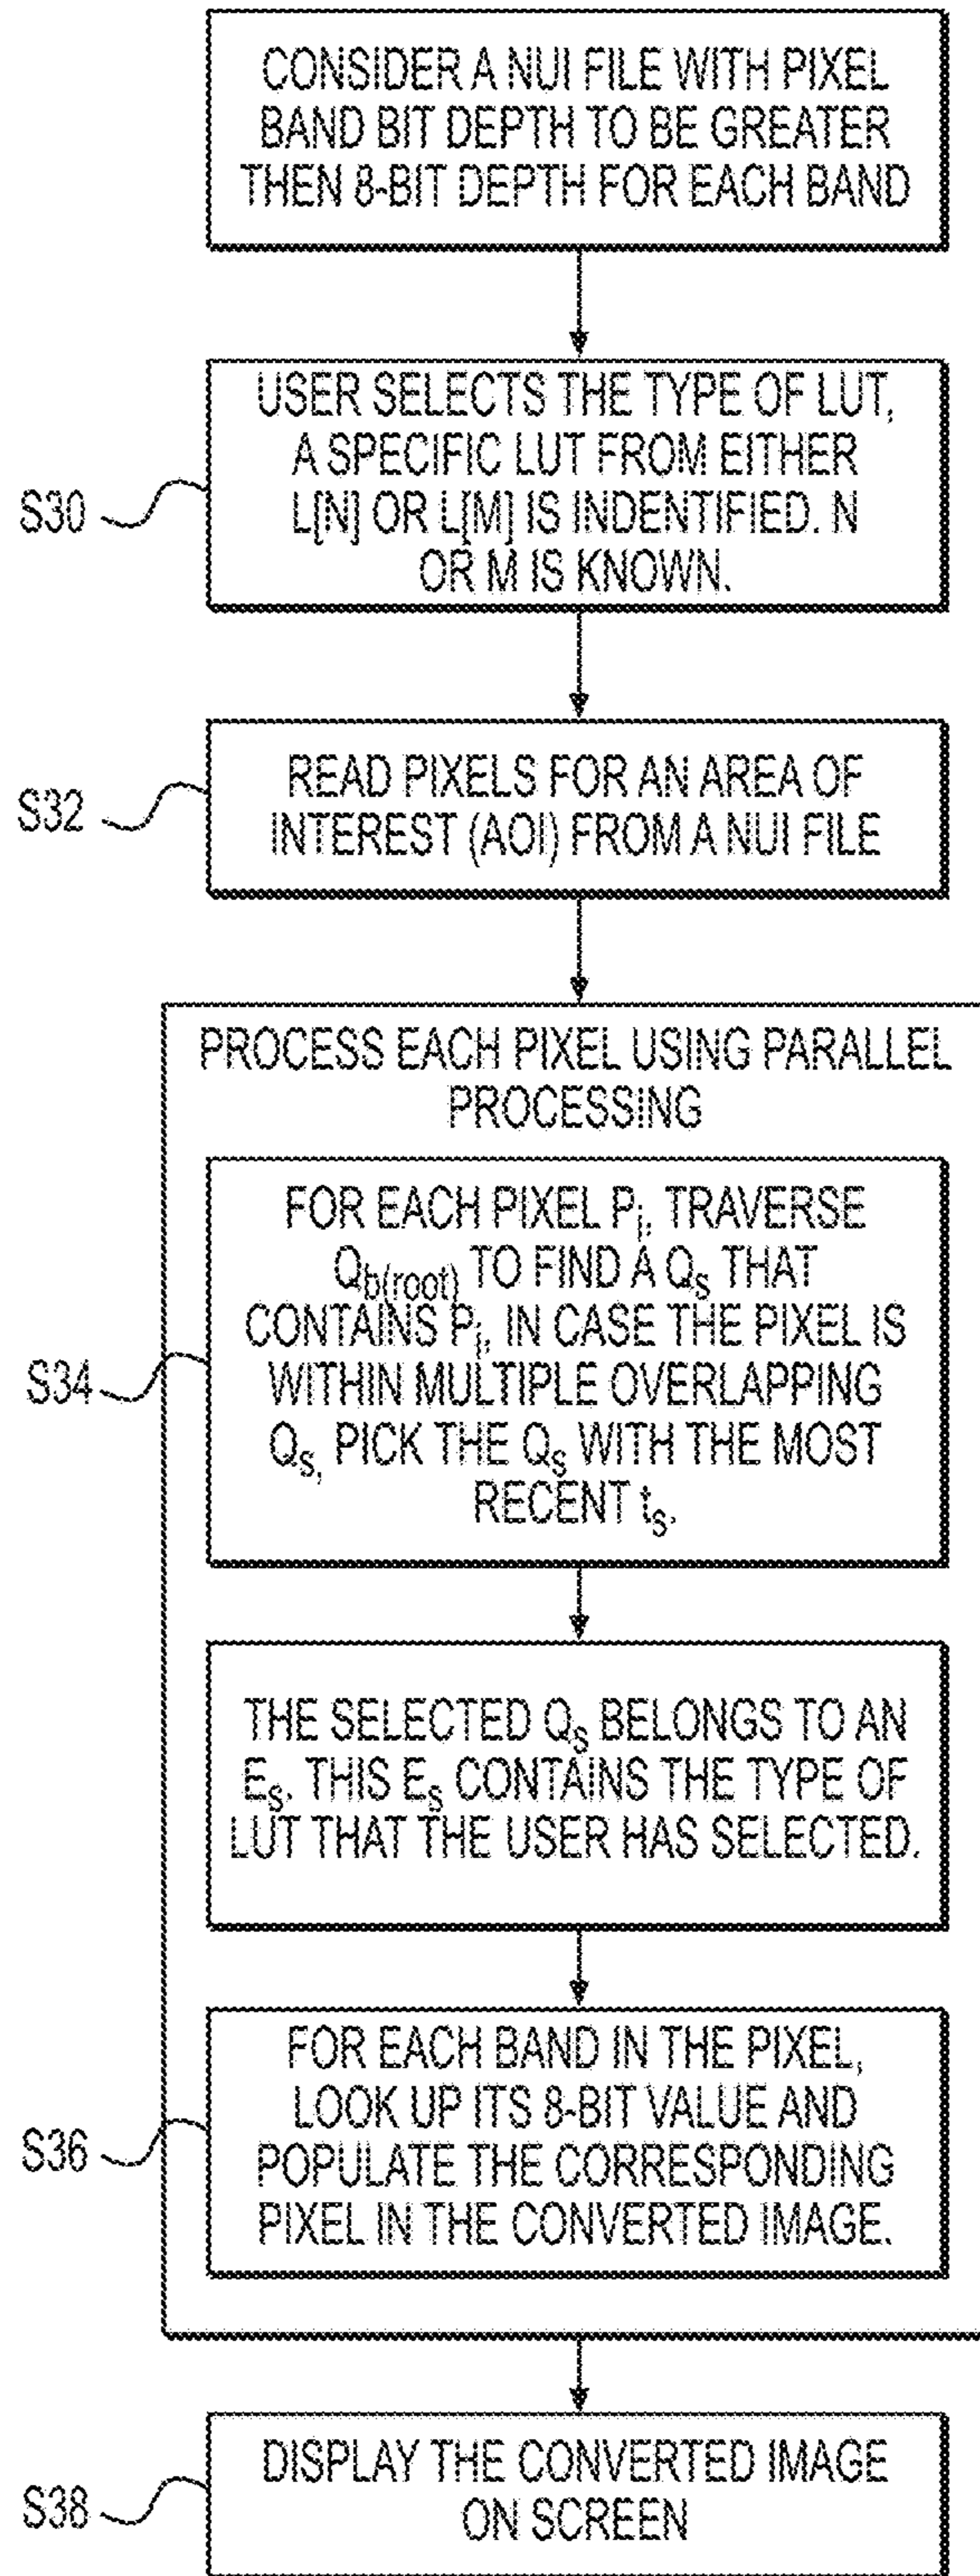 CONSIDER A NUI FILE WITH PIXEL
BAND BIT DEPTH TO BE GREATER
THEN 8-BIT DEPTH FOR EACH BAND
S30
USER SELECTS THE TYPE OF LUT,
A SPECIFIC LUT FROM EITHER
L[N] OR L[M] IS INDENTIFIED. N
OR M IS KNOWN.
S32
READ PIXELS FOR AN AREA OF
INTEREST (AOI) FROM A NUI FILE
PROCESS EACH PIXEL USING PARALLEL
PROCESSING
S34
FOR EACH PIXEL Pi, TRAVERSE
Qb(root) TO FIND A Qs THAT
CONTAINS Pi, IN CASE THE PIXEL IS
WITHIN MULTIPLE OVERLAPPING
Qs, PICK THE Qs WITH THE MOST
RECENT ts.
THE SELECTED Qs BELONGS TO AN
Es. THIS Es CONTAINS THE TYPE OF
LUT THAT THE USER HAS SELECTED.
S36
FOR EACH BAND IN THE PIXEL,
LOOK UP ITS 8-BIT VALUE AND
POPULATE THE CORRESPONDING
PIXEL IN THE CONVERTED IMAGE.
S38
DISPLAY THE CONVERTED IMAGE
ON SCREEN